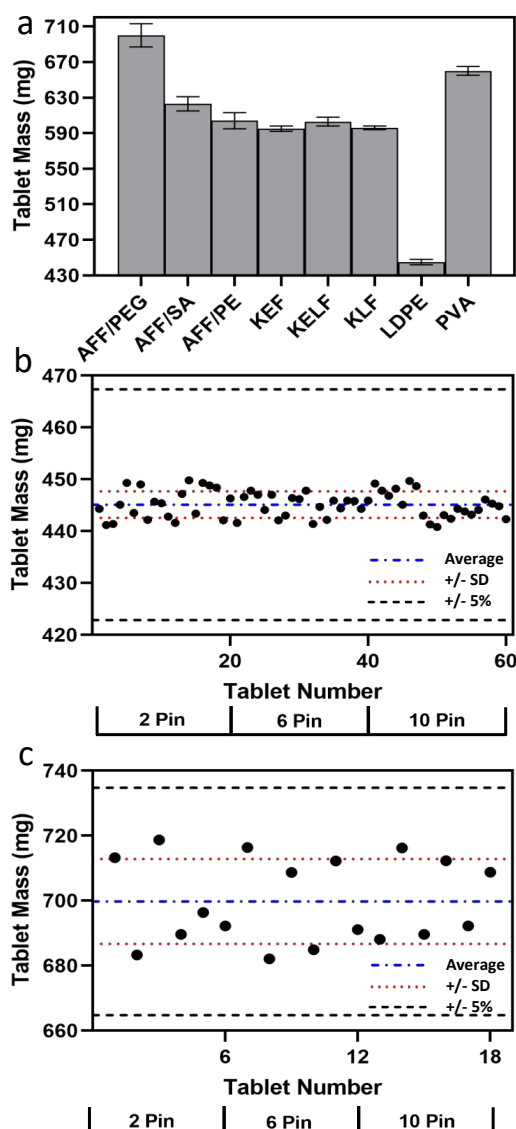 a
Tablet Mass (mg)
710
670
630
590
550
510
470
430
AFF/PEG
AFF/SA
AFF/PE
KEF
KELF
KLF
LDPE
PVA
b
Tablet Mass (mg)
470
460
450
440
430
420
Average
+/- SD
+/- 5%
20
40
60
Tablet Number
2 Pin
6 Pin
10 Pin
c
Tablet Mass (mg)
740
720
700
680
660
Average
+/- SD
+/- 5%
6
12
18
Tablet Number
2 Pin
6 Pin
10 Pin